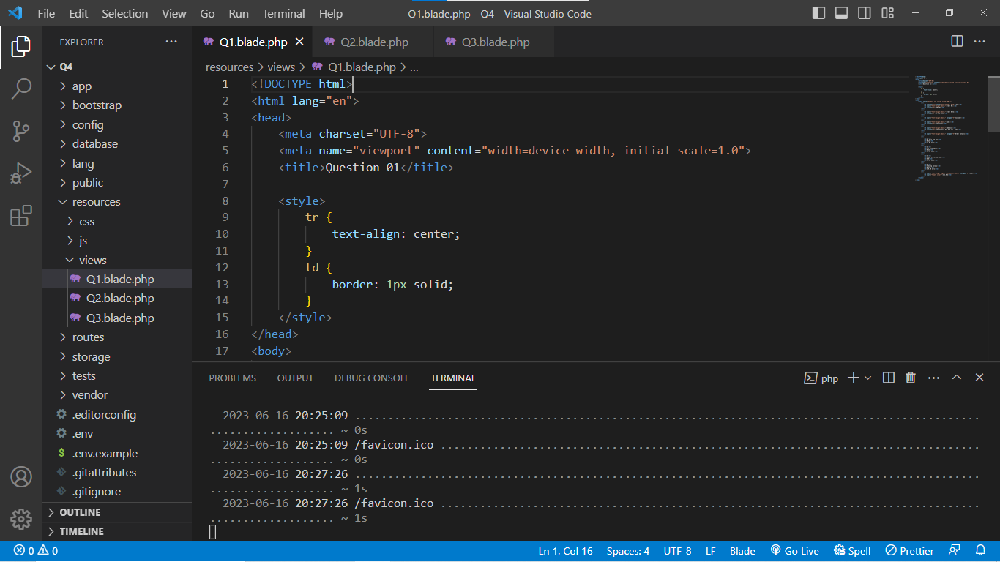 File Edit Selection View Go Run Terminal Help Q1.blade.php - Q4 - Visual Studio Code
EXPLORER
Q4
app
bootstrap
config
database
lang
public
resources
css
js
views
Q1.blade.php
Q2.blade.php
Q3.blade.php
routes
storage
tests
vendor
.editorconfig
.env
$ .env.example
.gitattributes
.gitignore
OUTLINE
TIMELINE
Q1.blade.php Q2.blade.php Q3.blade.php
resources > views > Q1.blade.php > ...
1 <!DOCTYPE html>
2 <html lang="en">
3 <head>
4 <meta charset="UTF-8">
5 <meta name="viewport" content="width=device-width, initial-scale=1.0">
6 <title>Question 01</title>
7
8 <style>
9 tr {
10 text-align: center;
11 }
12 td {
13 border: 1px solid;
14 }
15 </style>
16 </head>
17 <body>
PROBLEMS OUTPUT DEBUG CONSOLE TERMINAL php
2023-06-16 20:25:09 ...............................................................................................
................... ~ 0s
2023-06-16 20:25:09 /favicon.ico ..................................................................................
................... ~ 0s
2023-06-16 20:27:26 ...............................................................................................
................... ~ 1s
2023-06-16 20:27:26 /favicon.ico ..................................................................................
................... ~ 1s
0 0 Ln 1, Col 16 Spaces: 4 UTF-8 LF Blade Go Live Spell Prettier